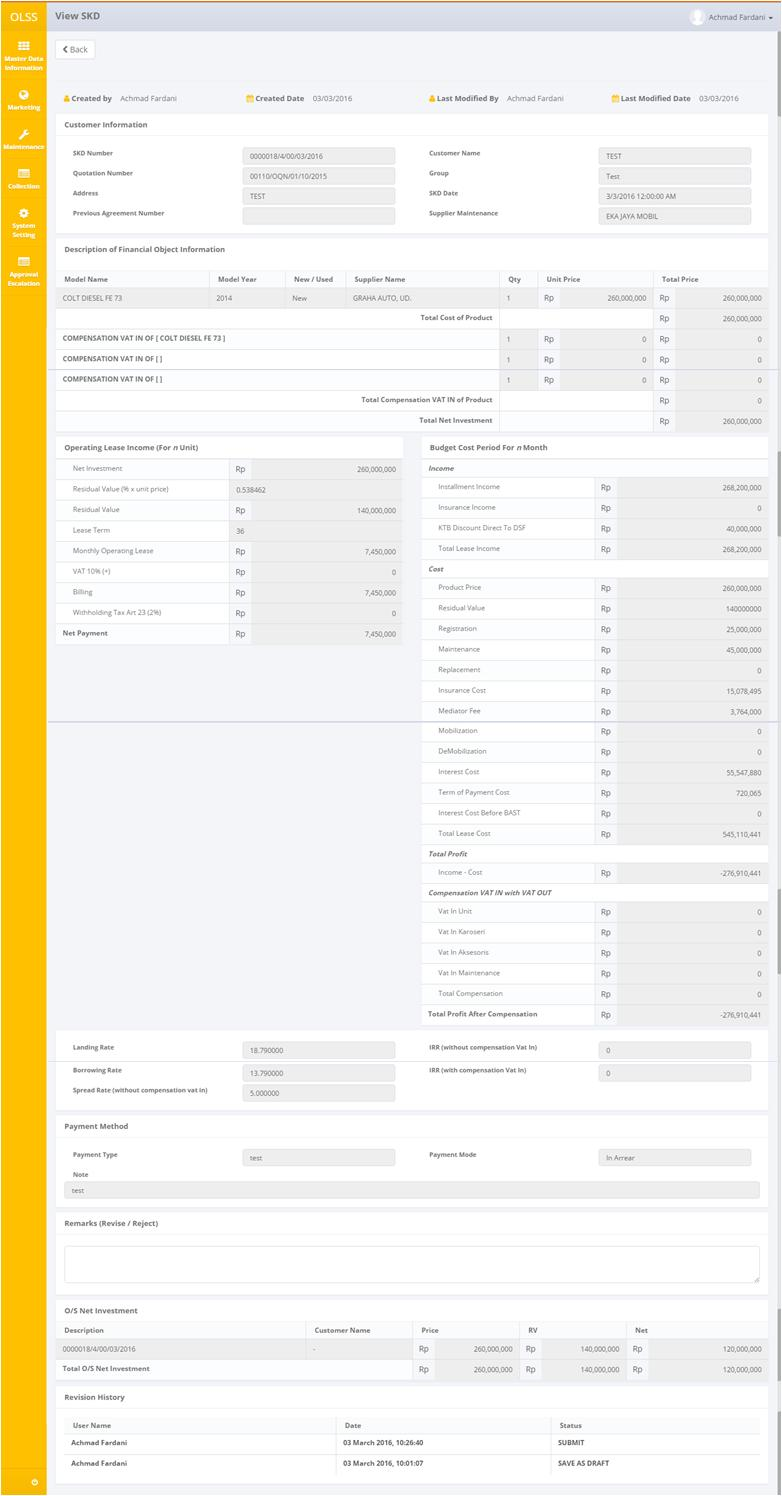 OLSS
View SKD
Achmad Fardani
Back
Master Data
Information
Marketing
Maintenance
Collection
System
Setting
Approval
Escalation
Created by Achmad Fardani Created Date 03/03/2016 Last Modified By Achmad Fardani Last Modified Date 03/03/2016
Customer Information
SKD Number 0000018/4/00/03/2016 Customer Name TEST
Quotation Number 00110/OQN/01/10/2015 Group Test
Address TEST SKD Date 3/3/2016 12:00:00 AM
Previous Agreement Number Supplier Maintenance EKA JAYA MOBIL
Description of Financial Object Information
Model Name Model Year New / Used Supplier Name Qty Unit Price Total Price
COLT DIESEL FE 73 2014 New GRAHA AUTO, UD. 1 Rp 260,000,000 Rp 260,000,000
Total Cost of Product Rp 260,000,000
COMPENSATION VAT IN OF [ COLT DIESEL FE 73 ] 1 Rp 0 Rp 0
COMPENSATION VAT IN OF [ ] 1 Rp 0 Rp 0
COMPENSATION VAT IN OF [ ] 1 Rp 0 Rp 0
Total Compensation VAT IN of Product Rp 0
Total Net Investment Rp 260,000,000
Operating Lease Income (For n Unit)
Net Investment Rp 260,000,000
Residual Value (% x unit price) 0.538462
Residual Value Rp 140,000,000
Lease Term 36
Monthly Operating Lease Rp 7,450,000
VAT 10% (+) Rp 0
Billing Rp 7,450,000
Withholding Tax Art 23 (2%) Rp 0
Net Payment Rp 7,450,000
Budget Cost Period For n Month
Income
Installment Income Rp 268,200,000
Insurance Income Rp 0
KTB Discount Direct To DSF Rp 40,000,000
Total Lease Income Rp 268,200,000
Cost
Product Price Rp 260,000,000
Residual Value Rp 140000000
Registration Rp 25,000,000
Maintenance Rp 45,000,000
Replacement Rp 0
Insurance Cost Rp 15,078,495
Mediator Fee Rp 3,764,000
Mobilization Rp 0
DeMobilization Rp 0
Interest Cost Rp 55,547,880
Term of Payment Cost Rp 720,065
Interest Cost Before BAST Rp 0
Total Lease Cost Rp 545,110,441
Total Profit
Income - Cost Rp -276,910,441
Compensation VAT IN with VAT OUT
Vat In Unit Rp 0
Vat In Karoseri Rp 0
Vat In Aksesoris Rp 0
Vat In Maintenance Rp 0
Total Compensation Rp 0
Total Profit After Compensation Rp -276,910,441
Landing Rate 18.790000 IRR (without compensation Vat In) 0
Borrowing Rate 13.790000 IRR (with compensation Vat In) 0
Spread Rate (without compensation vat in) 5.000000
Payment Method
Payment Type test Payment Mode In Arrear
Note
test
Remarks (Revise / Reject)
O/S Net Investment
Description Customer Name Price RV Net
0000018/4/00/03/2016 - Rp 260,000,000 Rp 140,000,000 Rp 120,000,000
Total O/S Net Investment Rp 260,000,000 Rp 140,000,000 Rp 120,000,000
Revision History
User Name Date Status
Achmad Fardani 03 March 2016, 10:26:40 SUBMIT
Achmad Fardani 03 March 2016, 10:01:07 SAVE AS DRAFT